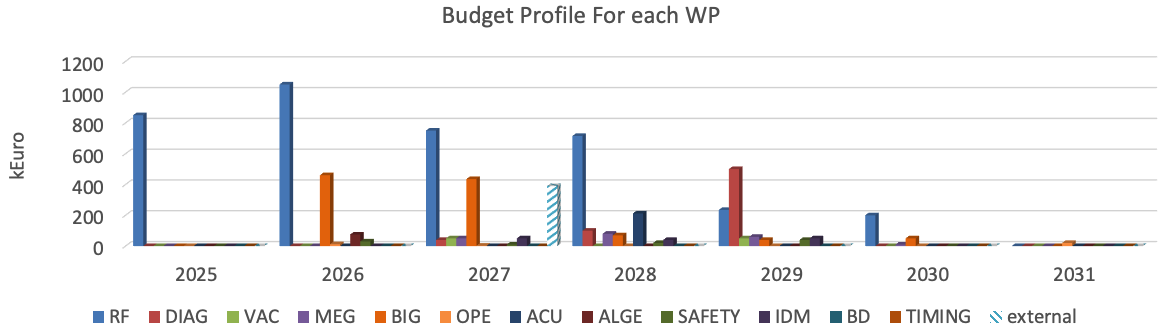 Budget Profile For each WP
kEuro
1200
1000
800
600
400
200
0
2025 2026 2027 2028 2029 2030 2031
RF DIAG VAC MEG BIG OPE ACU ALGE SAFETY IDM BD TIMING external